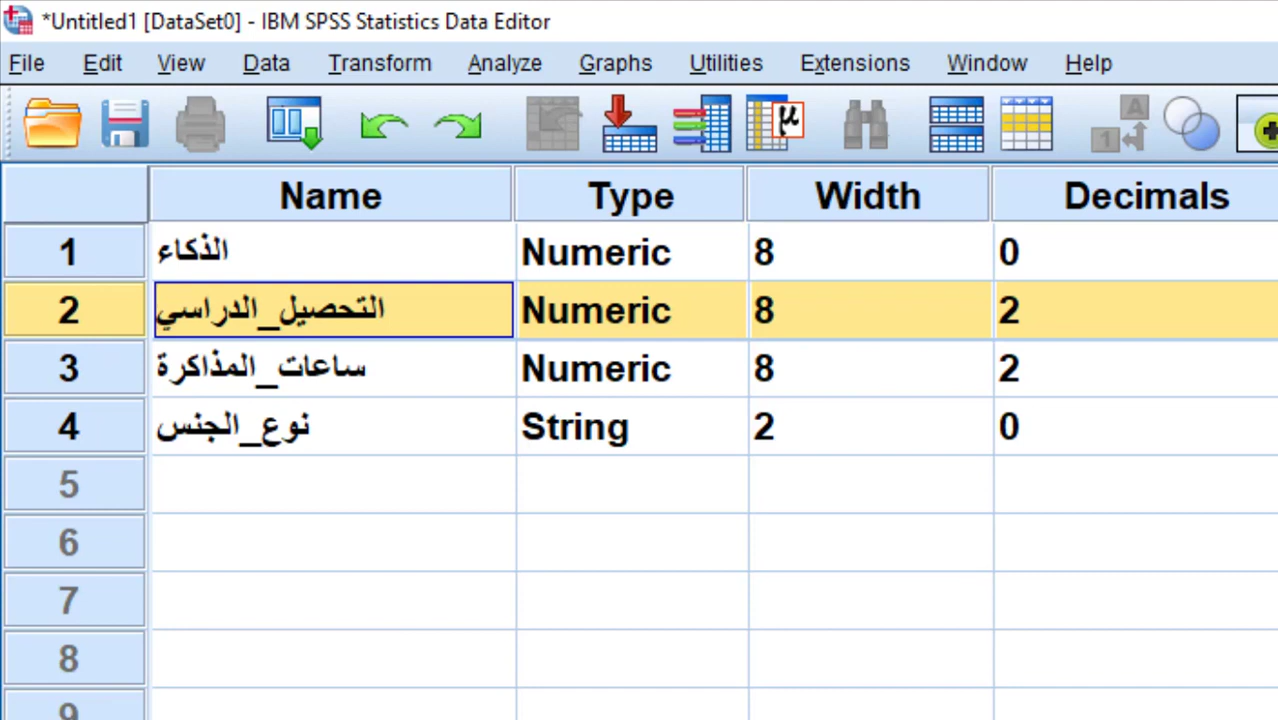 *Untitled1 [DataSet0] - IBM SPSS Statistics Data Editor
File Edit View Data Transform Analyze Graphs Utilities Extensions Window Help
A
1
μ
Name Type Width Decimals
1 الذكاء Numeric 8 0
2 التحصيل_الدراسي Numeric 8 2
3 ساعات_المذاكرة Numeric 8 2
4 نوع_الجنس String 2 0
5
6
7
8
9